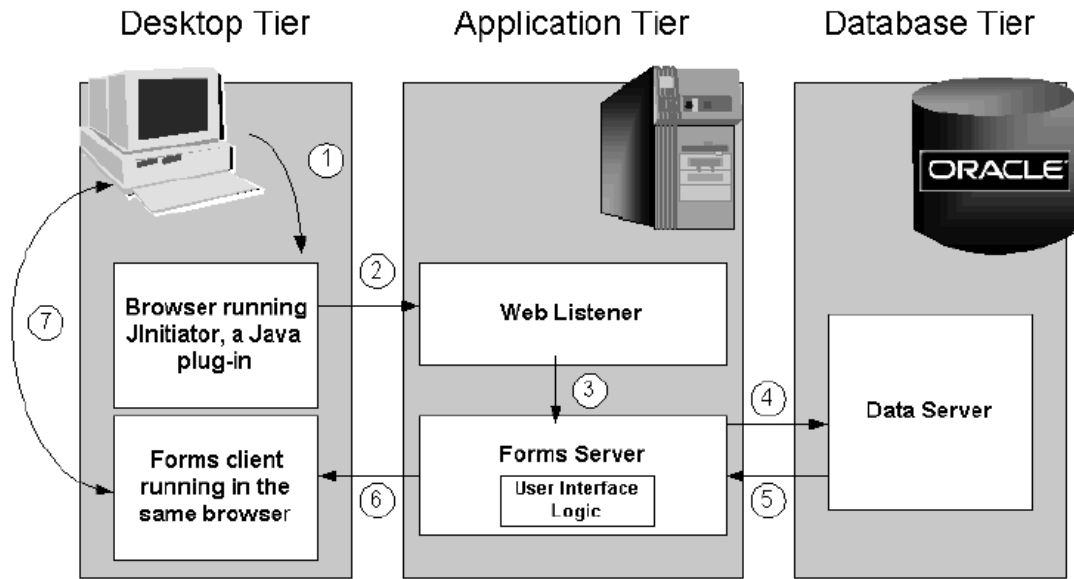 Desktop Tier
Application Tier
Database Tier
ORACLE
1
2
Browser running
JInitiator, a Java
plug-in
Web Listener
7
3
4
Data Server
Forms client
running in the
same browser
6
Forms Server
User Interface
Logic
5